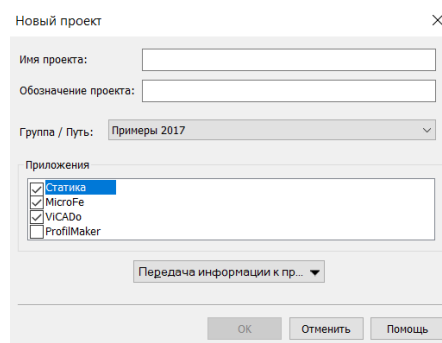 Новый проект
Имя проекта:
Обозначение проекта:
Группа / Путь: Примеры 2017
Приложения
Статика
MicroFe
ViCADo
ProfilMaker
Передача информации к пр...
ОК Отменить Помощь